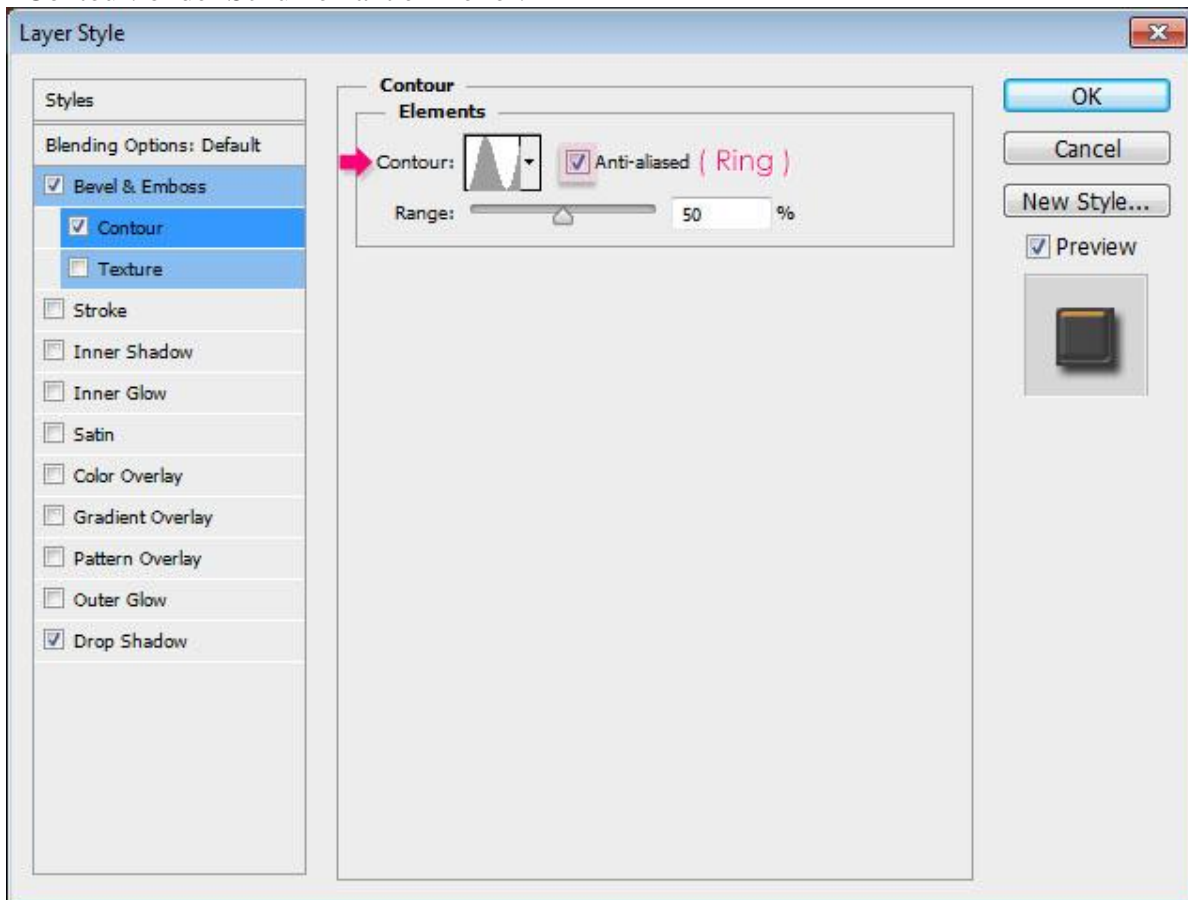 Layer Style
Styles
Blending Options: Default
Bevel & Emboss
Contour
Texture
Stroke
Inner Shadow
Inner Glow
Satin
Color Overlay
Gradient Overlay
Pattern Overlay
Outer Glow
Drop Shadow
Contour
Elements
Contour:
Anti-aliased ( Ring )
Range: 50 %
OK
Cancel
New Style...
Preview